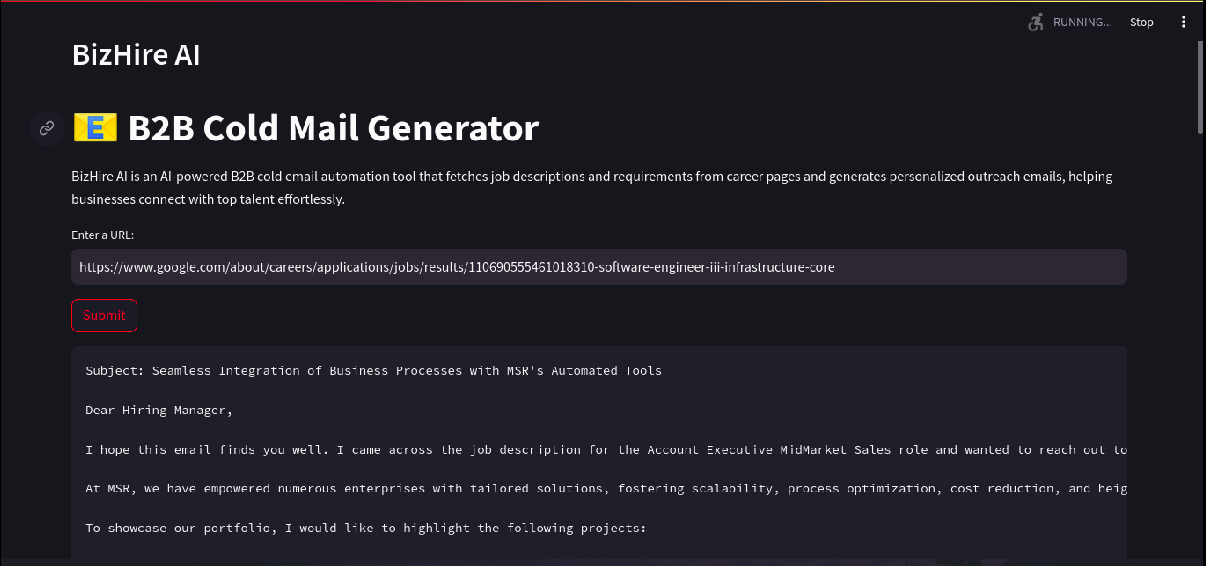 RUNNING...
Stop
BizHire AI
E B2B Cold Mail Generator
BizHire AI is an AI-powered B2B cold email automation tool that fetches job descriptions and requirements from career pages and generates personalized outreach emails, helping
businesses connect with top talent effortlessly.
Enter a URL:
https://www.google.com/about/careers/applications/jobs/results/110690555461018310-software-engineer-iii-infrastructure-core
Submit
Subject: Seamless Integration of Business Processes with MSR's Automated Tools
Dear Hiring Manager,
I hope this email finds you well. I came across the job description for the Account Executive MidMarket Sales role and wanted to reach out to
At MSR, we have empowered numerous enterprises with tailored solutions, fostering scalability, process optimization, cost reduction, and heig
To showcase our portfolio, I would like to highlight the following projects: